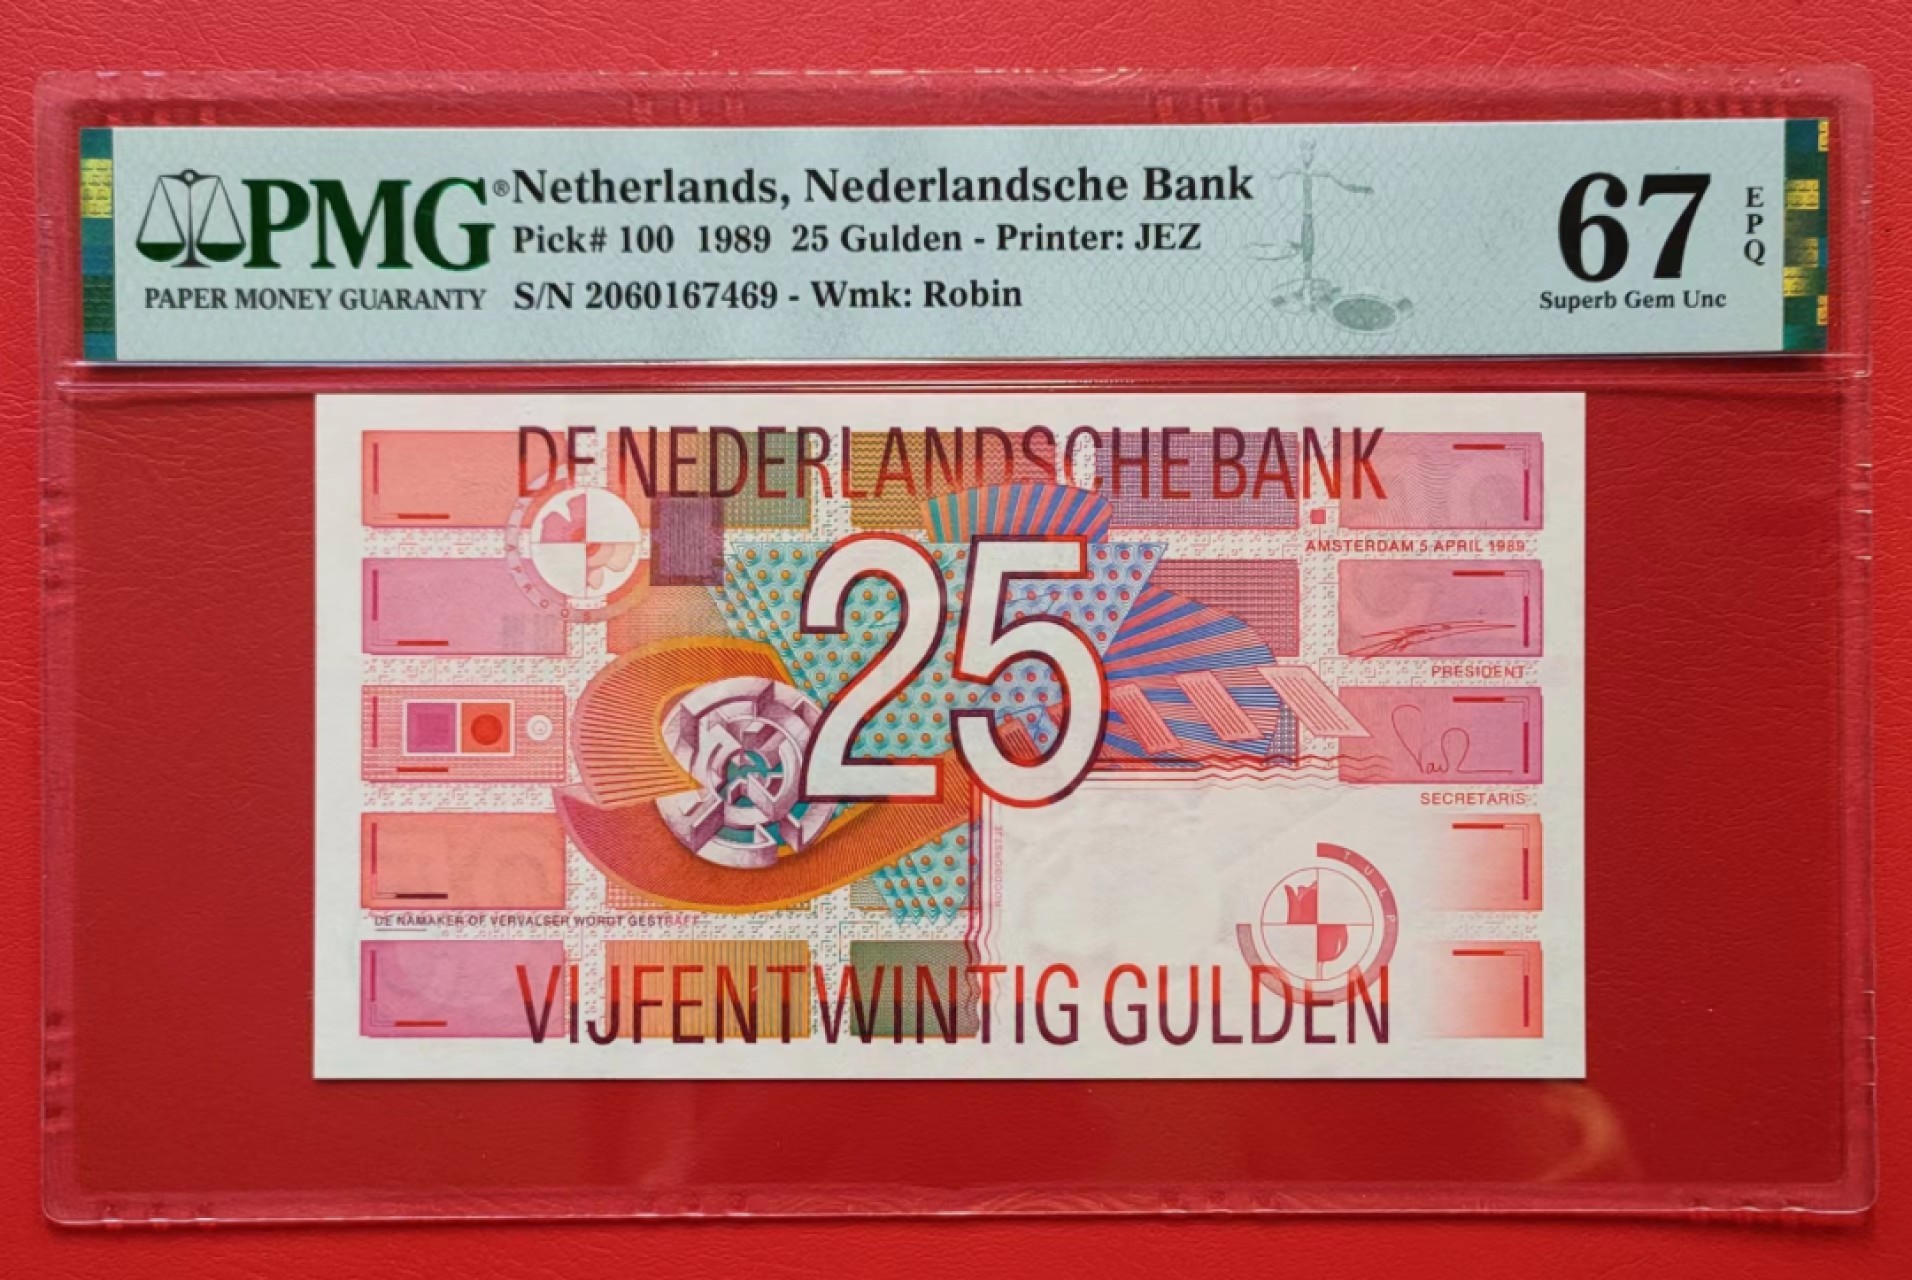 PMG®
PAPER MONEY GUARANTY
Netherlands, Nederlandsche Bank
Pick# 100 1989 25 Gulden - Printer: JEZ
S/N 2060167469 - Wmk: Robin
67
EPQ
Superb Gem Unc
DE NEDERLANDSCHE BANK
AMSTERDAM 5 APRIL 1989
25
PRESIDENT
SECRETARIS
ROODBORSTJE
TULP
DE NAMAKER OF VERVALSER WORDT GESTRAFT
VIJFENTWINTIG GULDEN